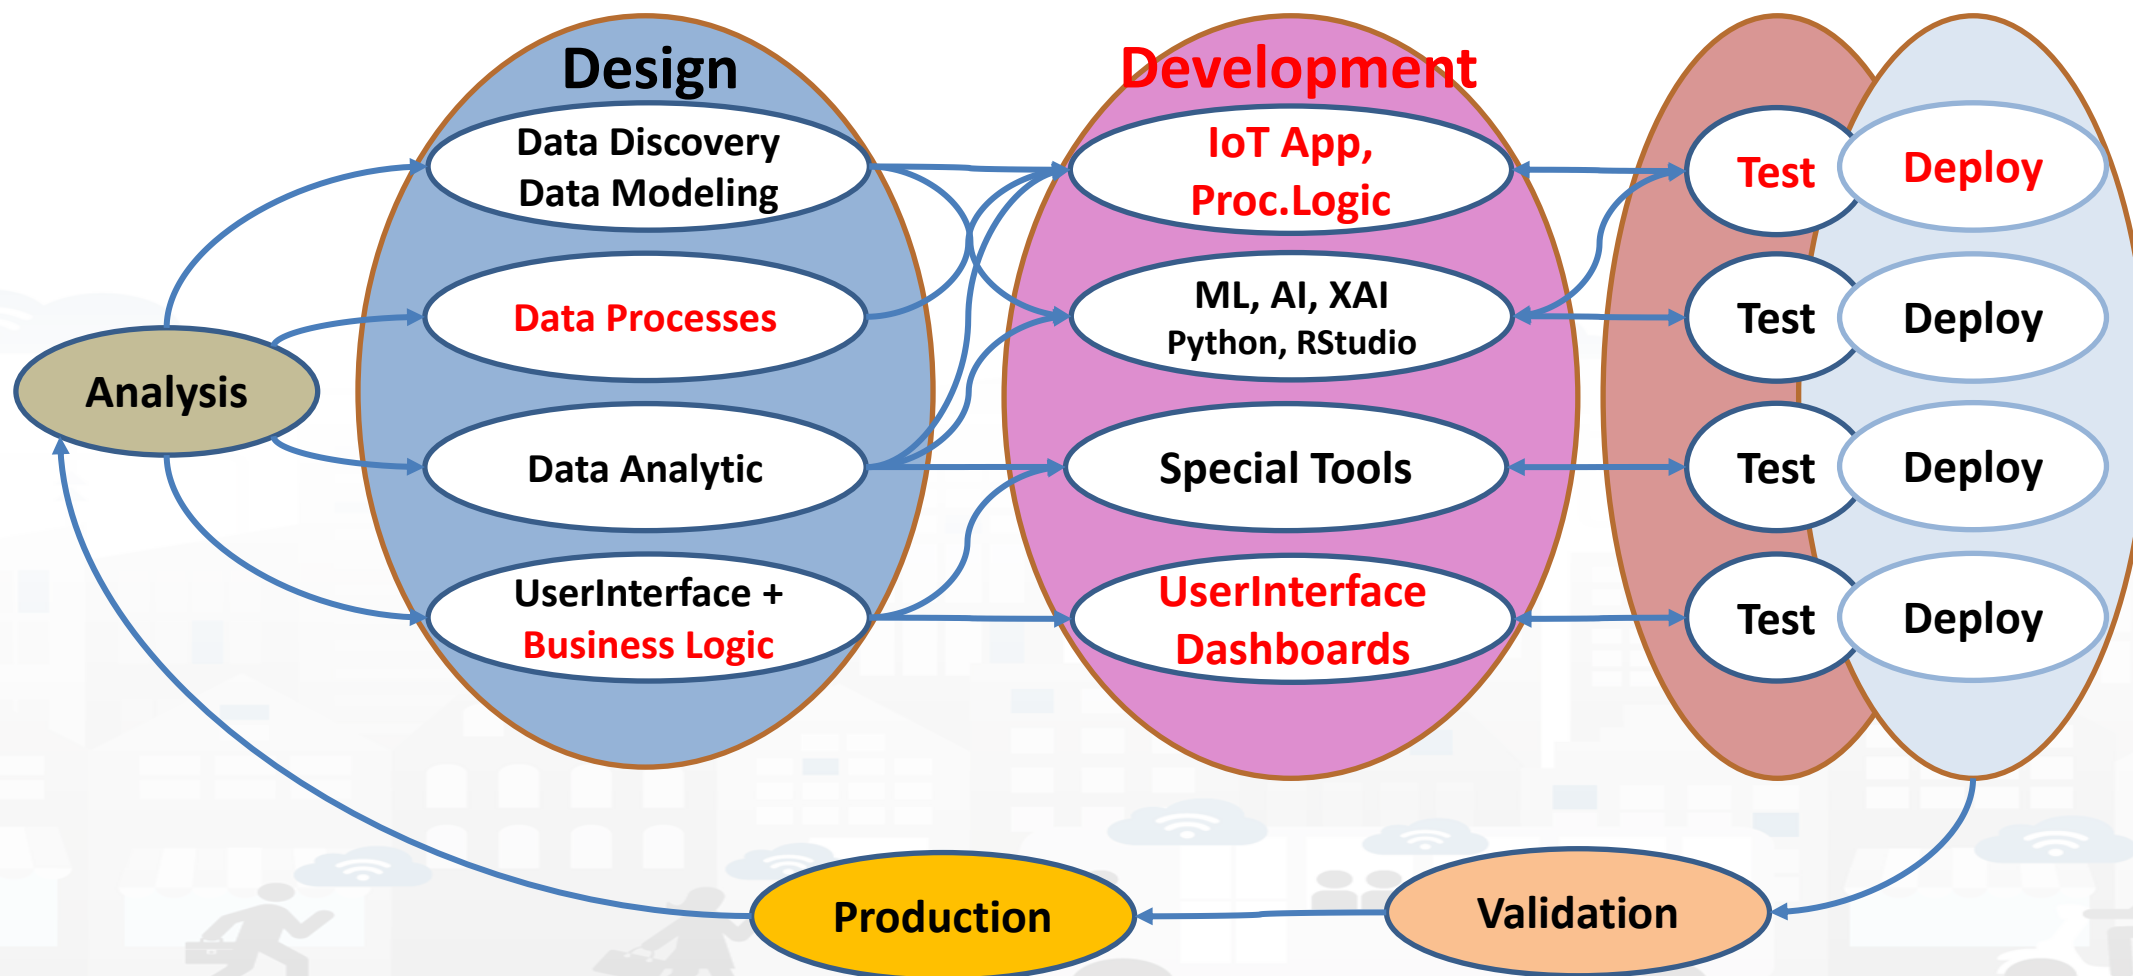 Design
Data Discovery
Data Modeling
Data Processes
Data Analytic
UserInterface +
Business Logic
Analysis
Development
IoT App,
Proc.Logic
ML, AI, XAI
Python, RStudio
Special Tools
UserInterface
Dashboards
Test
Deploy
Test
Deploy
Test
Deploy
Test
Deploy
Production
Validation